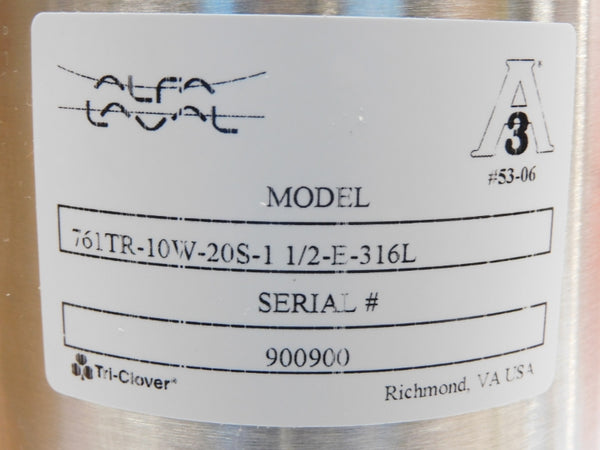 ALFA
LAVAL
A®
3
#53-06
MODEL
761TR-10W-20S-1 1/2-E-316L
SERIAL #
900900
Tri-Clover®
Richmond, VA USA